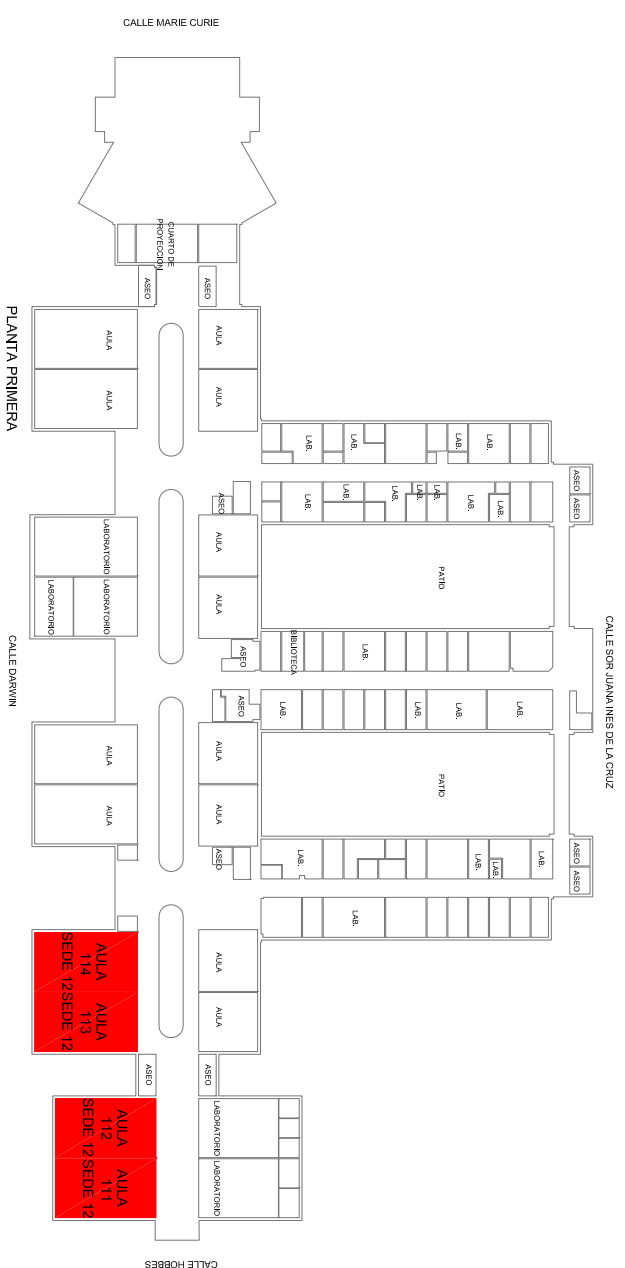 CALLE MARIE CURIE
CUARTO DE
PROYECCIÓN
ASEO
ASEO
PLANTA PRIMERA
AULA
AULA
AULA
AULA
LAB.
LAB.
LAB.
LAB.
ASEO
ASEO
LAB.
LAB.
LAB.
LAB.
LAB.
LAB.
LAB.
ASEO
AULA
AULA
LABORATORIO
LABORATORIO
LABORATORIO
PATIO
CALLE SOR JUANA INES DE LA CRUZ
CALLE DARWIN
ASEO
BIBLIOTECA
LAB.
ASEO
LAB.
LAB.
LAB.
LAB.
AULA
AULA
AULA
AULA
PATIO
ASEO
LAB.
LAB.
LAB.
LAB.
ASEO
ASEO
LAB.
AULA
114
SEDE 12
AULA
113
SEDE 12
AULA
AULA
ASEO
ASEO
AULA
112
SEDE 12
AULA
111
SEDE 12
LABORATORIO
LABORATORIO
CALLE HOBBES